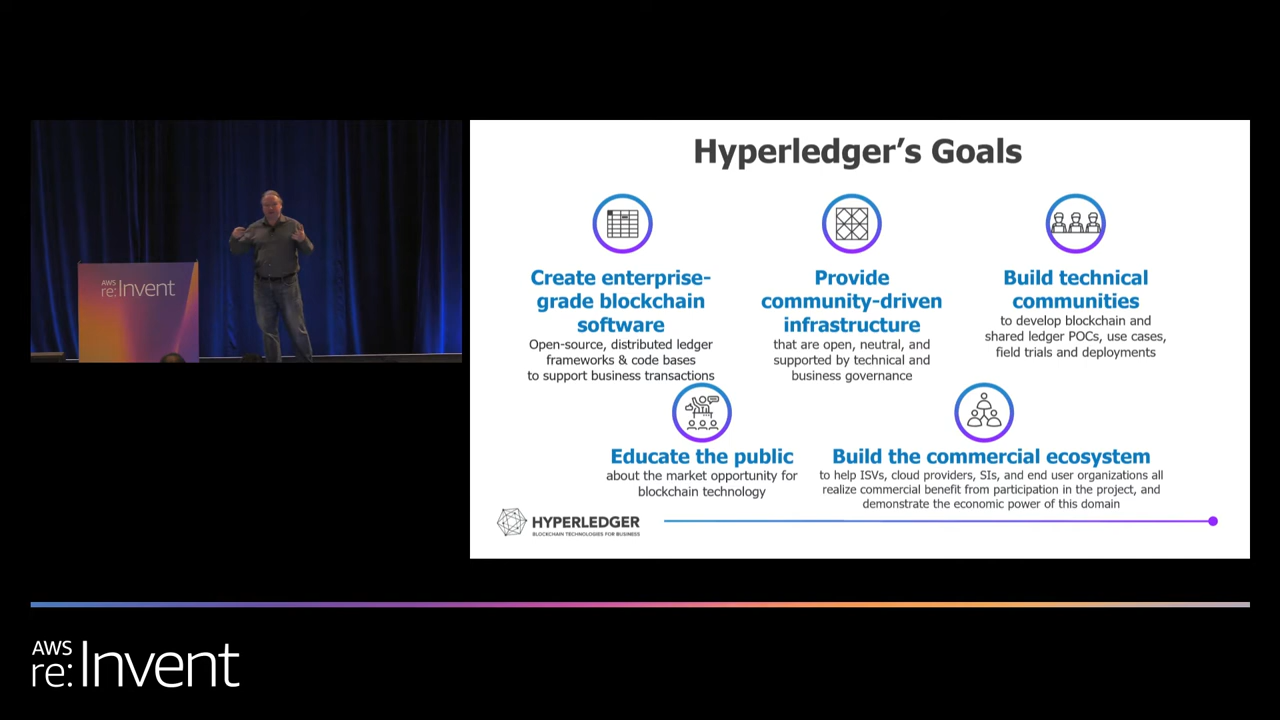 Hyperledger's Goals
Create enterprise-
grade blockchain
software
Open-source, distributed ledger
frameworks & code bases
to support business transactions
Provide
community-driven
infrastructure
that are open, neutral, and
supported by technical and
business governance
Build technical
communities
to develop blockchain and
shared ledger POCs, use cases,
field trials and deployments
Educate the public
about the market opportunity for
blockchain technology
Build the commercial ecosystem
to help ISVs, cloud providers, SIs, and end user organizations all
realize commercial benefit from participation in the project, and
demonstrate the economic power of this domain
HYPERLEDGER
BLOCKCHAIN TECHNOLOGIES FOR BUSINESS
AWS
re:Invent
AWS
re:Invent